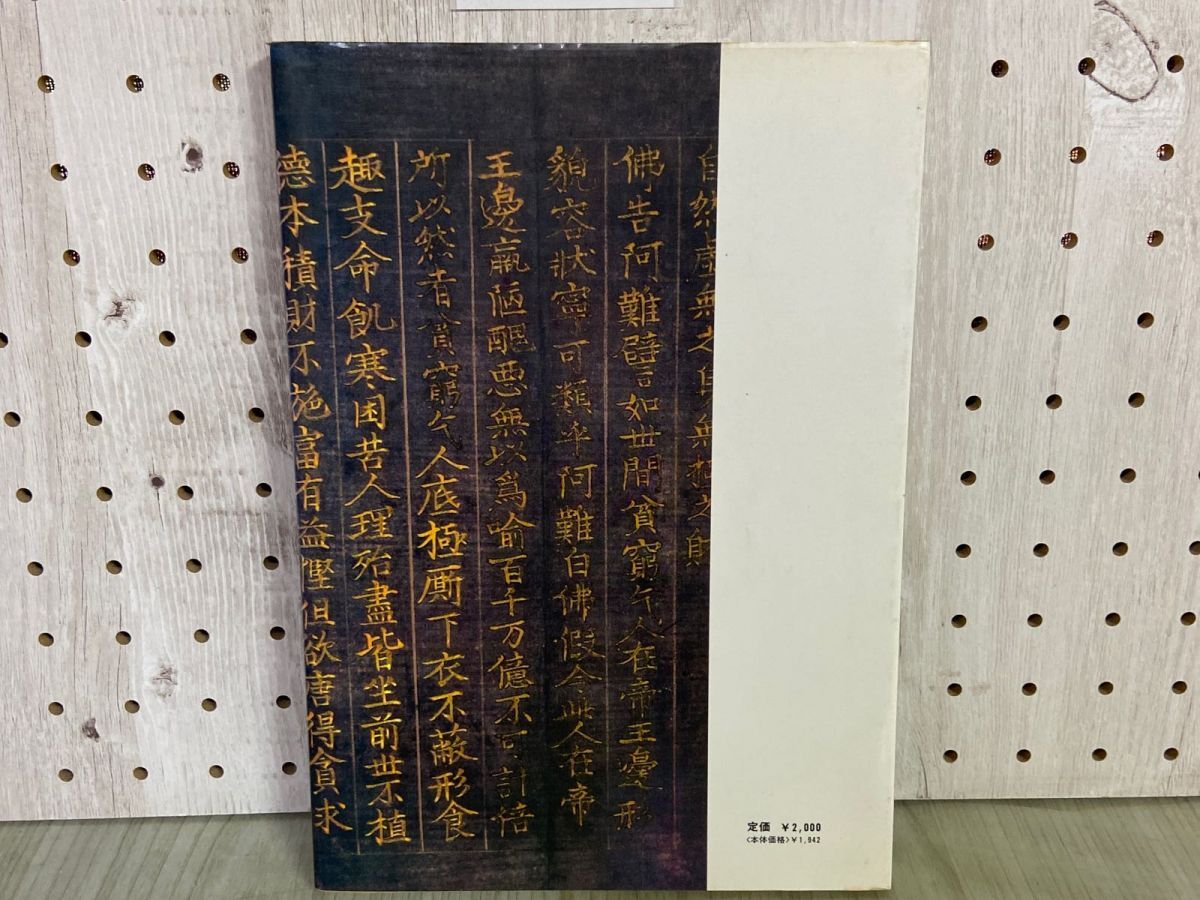 自然虚無之身無極之躰
佛告阿難譬言如世間貧窮乞人在帝王邊形
貌容状寧可類乎阿難白佛假令此人在帝
王邊羸陋醜悪無以爲喻百千万億不可計倍
所以然者貧窮乞人底極廝下衣不蔽形食
趣支命飢寒困苦人理殆盡皆坐前世不植
德本積財不施富有益慳但欲唐得貪求
定価 ¥2,000
〈本体価格〉¥1,942